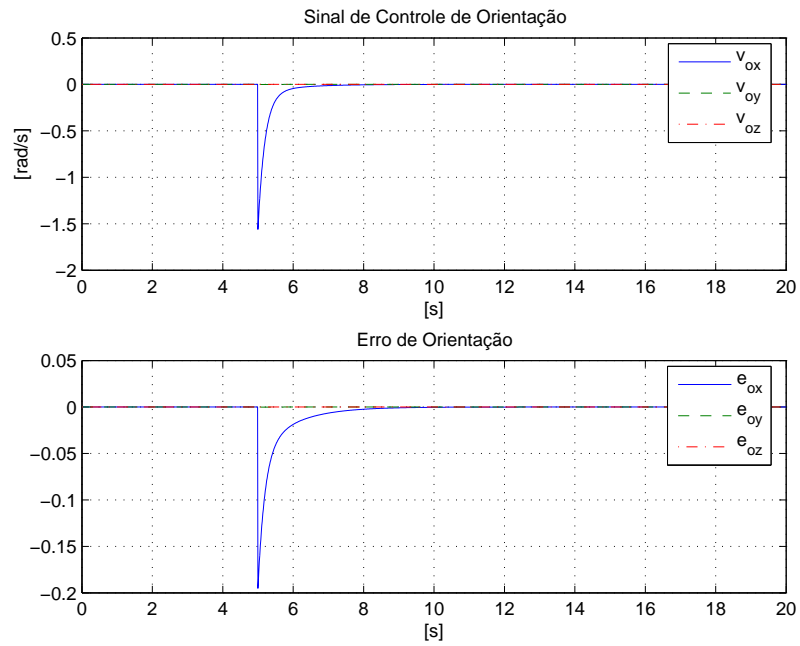 Sinal de Controle de Orientação
0.5
0
−0.5
−1
−1.5
−2
[rad/s]
v_ox
v_oy
v_oz
0 2 4 6 8 10 12 14 16 18 20
[s]
Erro de Orientação
0.05
0
−0.05
−0.1
−0.15
−0.2
e_ox
e_oy
e_oz
0 2 4 6 8 10 12 14 16 18 20
[s]